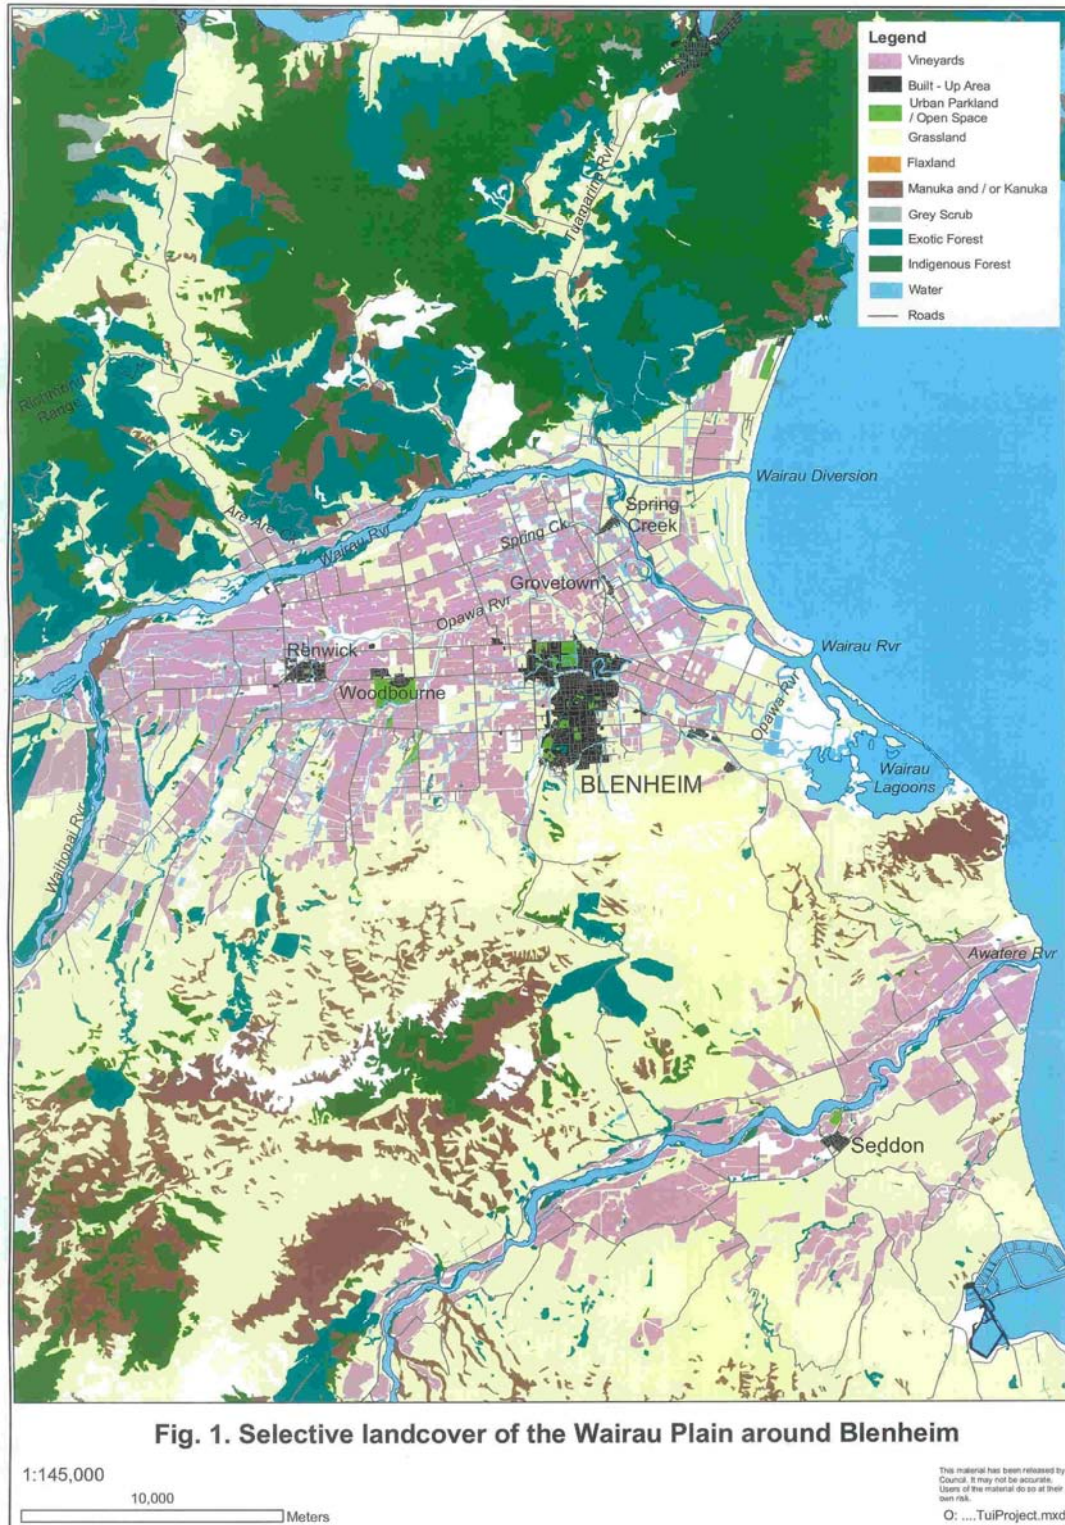 Legend
Vineyards
Built - Up Area
Urban Parkland
/ Open Space
Grassland
Flaxland
Manuka and / or Kanuka
Grey Scrub
Exotic Forest
Indigenous Forest
Water
Roads
Tuamarina Rvr
Richmond
Range
Wairau Diversion
Are Are Ck
Wairau Rvr
Spring Ck
Spring
Creek
Grovetown
Opawa Rvr
Renwick
Woodbourne
Wairau Rvr
Opawa Rvr
Wairau
Lagoons
BLENHEIM
Waihopai Rvr
Awatere Rvr
Seddon
Fig. 1. Selective landcover of the Wairau Plain around Blenheim
1:145,000
10,000
Meters
This material has been released by
Council. It may not be accurate.
Users of the material do so at their
own risk.
O: ....TuiProject.mxd